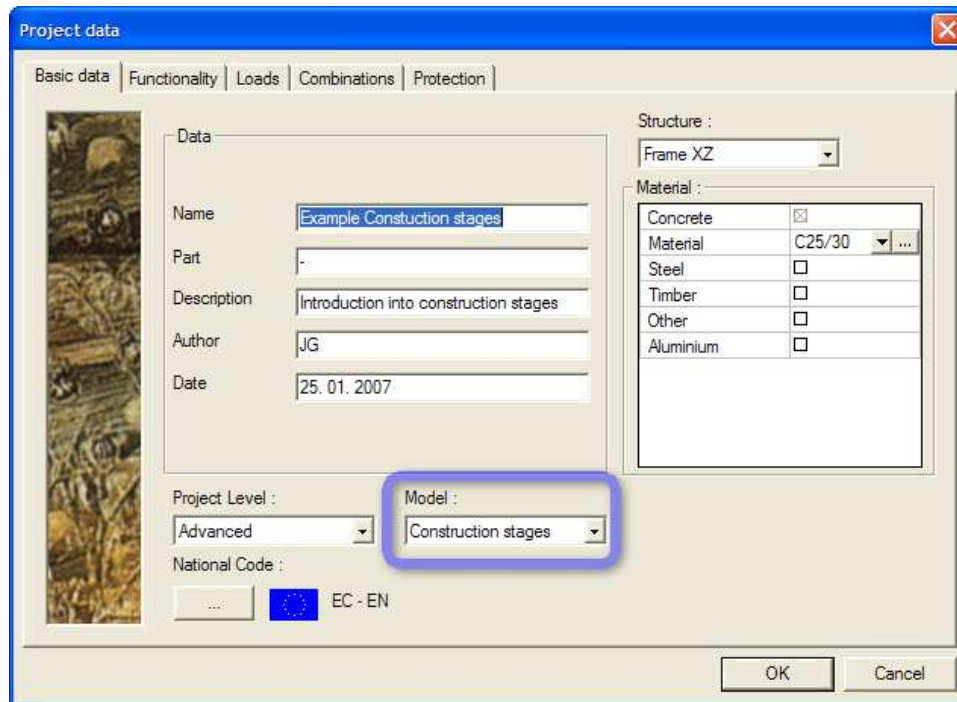 Project data
Basic data Functionality Loads Combinations Protection
Data
Name Example Constuction stages
Part -
Description Introduction into construction stages
Author JG
Date 25. 01. 2007
Structure :
Frame XZ
Material :
Concrete
Material C25/30 ...
Steel
Timber
Other
Aluminium
Project Level : Model :
Advanced Construction stages
National Code :
... EC - EN
OK Cancel